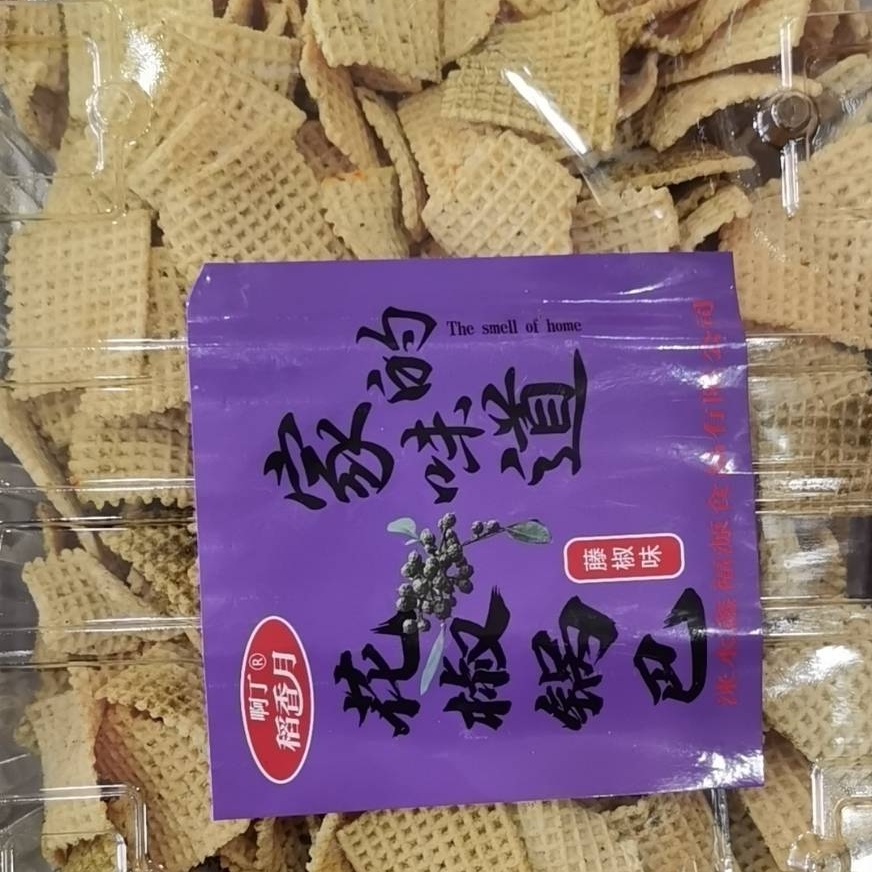 啊丁®
稻香月
家的
味道
The smell of home
花椒锅巴
藤椒味